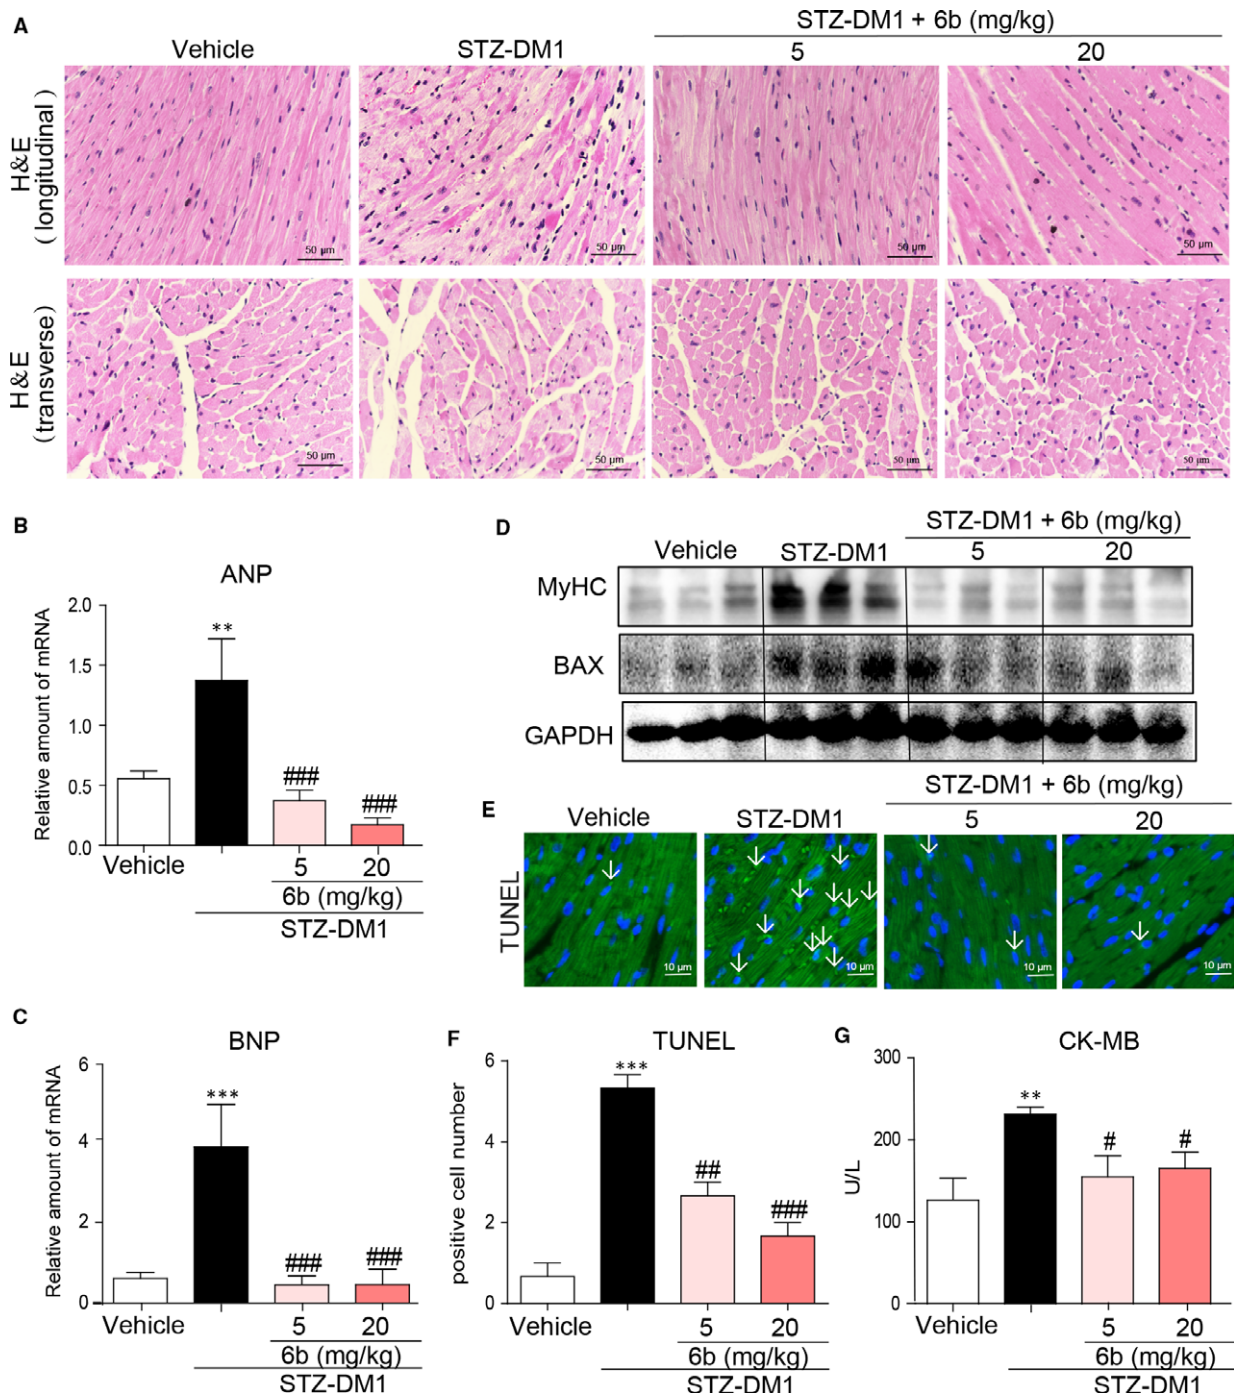 A
STZ-DM1 + 6b (mg/kg)
Vehicle
STZ-DM1
5
20
H&E
(longitudinal)
50 μm
50 μm
50 μm
50 μm
H&E
(transverse)
50 μm
50 μm
50 μm
50 μm
B
ANP
Relative amount of mRNA
2.0
1.5
1.0
0.5
0.0
**
###
###
Vehicle
5
20
6b (mg/kg)
STZ-DM1
D
STZ-DM1 + 6b (mg/kg)
Vehicle
STZ-DM1
5
20
MyHC
BAX
GAPDH
E
STZ-DM1 + 6b (mg/kg)
Vehicle
STZ-DM1
5
20
TUNEL
10 μm
10 μm
10 μm
10 μm
C
BNP
Relative amount of mRNA
6
4
2
0
***
###
###
Vehicle
5
20
6b (mg/kg)
STZ-DM1
F
TUNEL
positive cell number
6
4
2
0
***
##
###
Vehicle
5
20
6b (mg/kg)
STZ-DM1
G
CK-MB
U/L
300
200
100
0
**
#
#
Vehicle
5
20
6b (mg/kg)
STZ-DM1